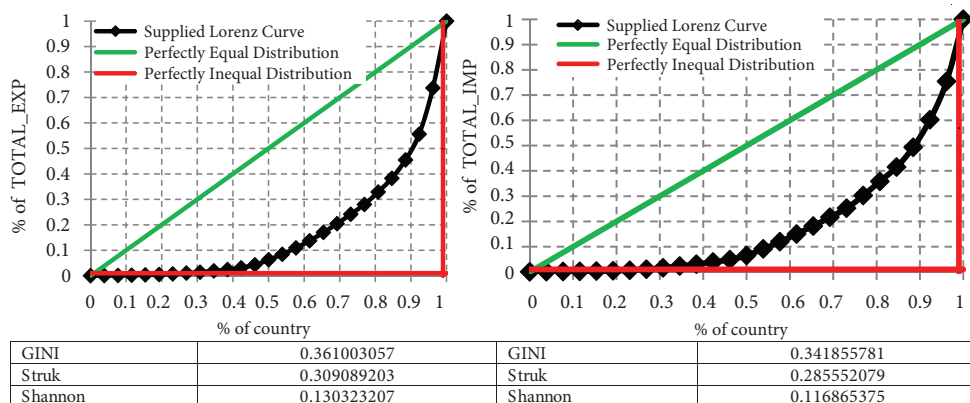 Supplied Lorenz Curve
Perfectly Equal Distribution
Perfectly Inequal Distribution
% of TOTAL_EXP
1
0.9
0.8
0.7
0.6
0.5
0.4
0.3
0.2
0.1
0
0 0.1 0.2 0.3 0.4 0.5 0.6 0.7 0.8 0.9 1
% of country
Supplied Lorenz Curve
Perfectly Equal Distribution
Perfectly Inequal Distribution
% of TOTAL_IMP
1
0.9
0.8
0.7
0.6
0.5
0.4
0.3
0.2
0.1
0
0 0.1 0.2 0.3 0.4 0.5 0.6 0.7 0.8 0.9 1
% of country
GINI 0.361003057 GINI 0.341855781
Struk 0.309089203 Struk 0.285552079
Shannon 0.130323207 Shannon 0.116865375